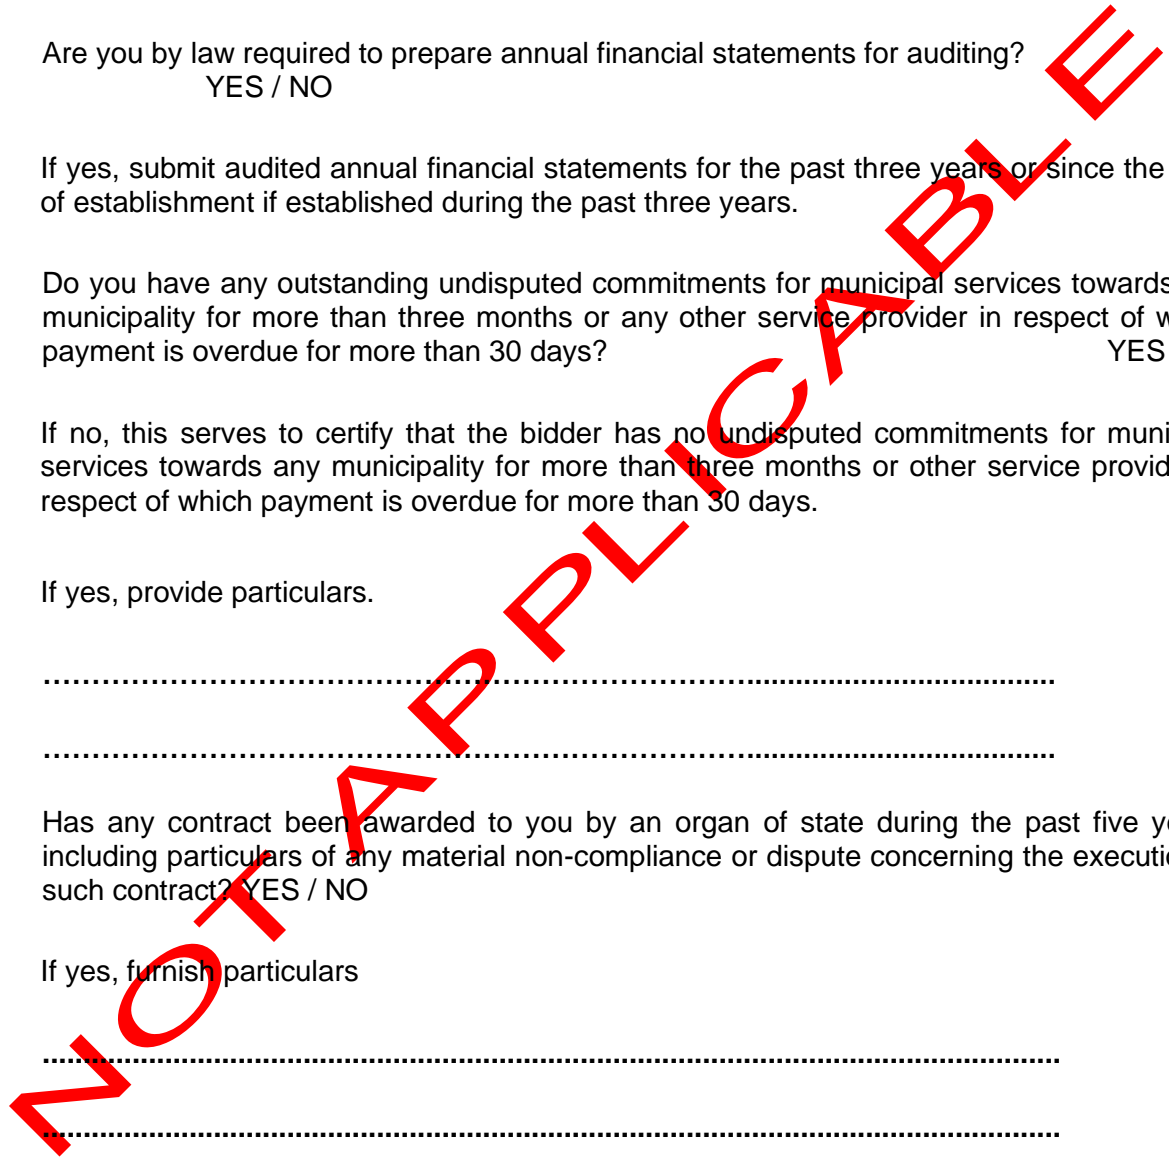 Are you by law required to prepare annual financial statements for auditing?
YES / NO
If yes, submit audited annual financial statements for the past three years or since the
of establishment if established during the past three years.
Do you have any outstanding undisputed commitments for municipal services towards
municipality for more than three months or any other service provider in respect of
payment is overdue for more than 30 days? YES
If no, this serves to certify that the bidder has no undisputed commitments for
services towards any municipality for more than three months or other service
respect of which payment is overdue for more than 30 days.
If yes, provide particulars.
……………………………………………………………………......................................
……………………………………………………………………......................................
Has any contract been awarded to you by an organ of state during the past five
including particulars of any material non-compliance or dispute concerning the
such contract? YES / NO
If yes, furnish particulars
..............................................................................................................................
..............................................................................................................................
NOT APPLICABLE